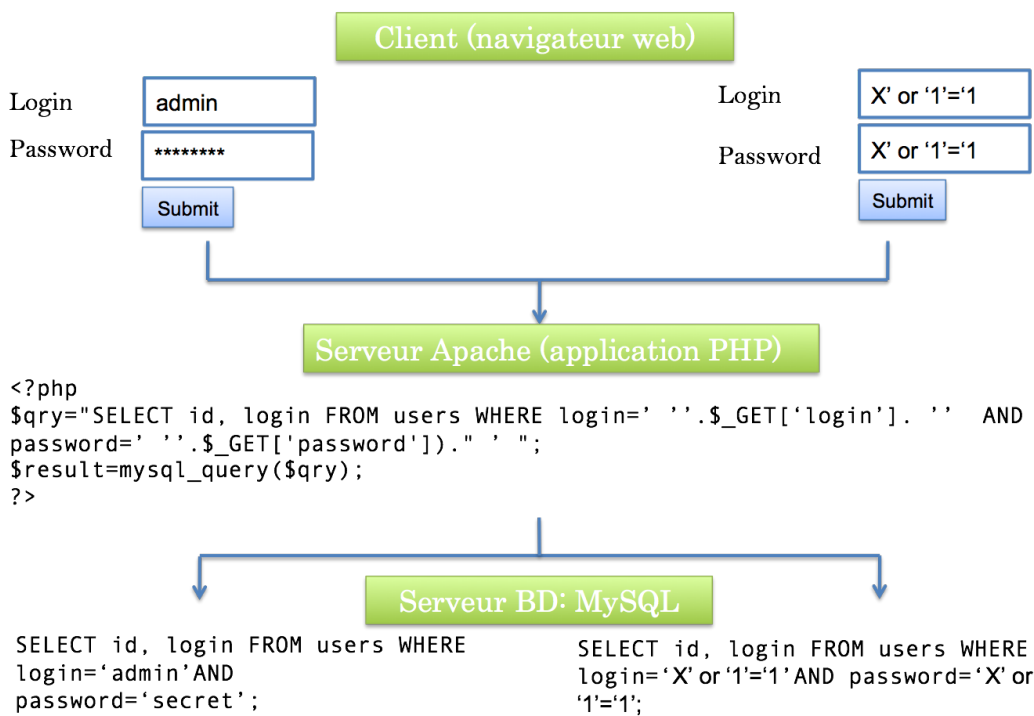 Client (navigateur web)
Login
admin
Password
********
Submit
Login
X’ or ‘1’=‘1
Password
X’ or ‘1’=‘1
Submit
Serveur Apache (application PHP)
<?php
$qry="SELECT id, login FROM users WHERE login=’ ’’.$_GET[‘login’]. ’’  AND
password=’ ’’.$_GET['password'])." ’ ";
$result=mysql_query($qry);
?>
Serveur BD: MySQL
SELECT id, login FROM users WHERE
login=‘admin’AND
password=‘secret’;
SELECT id, login FROM users WHERE
login=‘X’ or ‘1’=‘1’AND password=‘X’ or
‘1’=‘1’;